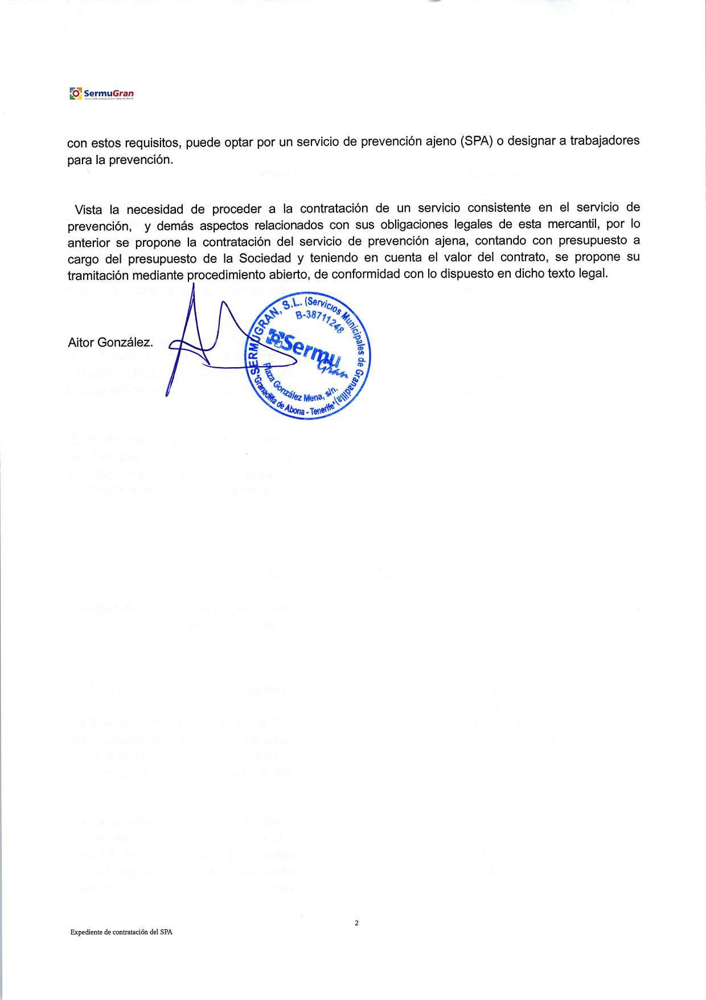 SermuGran
con estos requisitos, puede optar por un servicio de prevención ajeno (SPA) o designar a trabajadores
para la prevención.
Vista la necesidad de proceder a la contratación de un servicio consistente en el servicio de
prevención, y demás aspectos relacionados con sus obligaciones legales de esta mercantil, por lo
anterior se propone la contratación del servicio de prevención ajena, contando con presupuesto a
cargo del presupuesto de la Sociedad y teniendo en cuenta el valor del contrato, se propone su
tramitación mediante procedimiento abierto, de conformidad con lo dispuesto en dicho texto legal.
Aitor González.
SERMUGRAN, S.L. (Servicios Municipales de Granadilla)
B-38711248
Sermu
Gran
Plaza González Mena, s/n.
*Granadilla de Abona - Tenerife*
2
Expediente de contratación del SPA